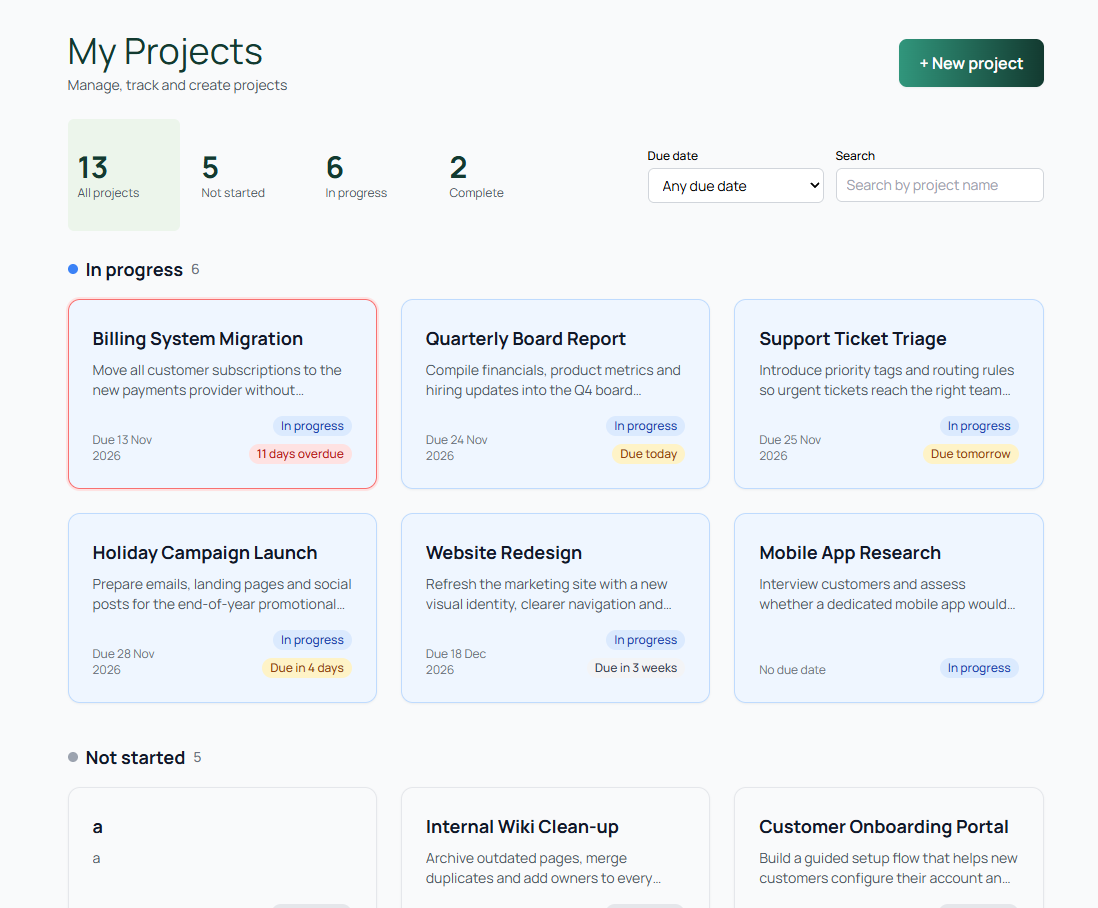 My Projects
Manage, track and create projects
+ New project
13
All projects
5
Not started
6
In progress
2
Complete
Due date
Any due date
Search
Search by project name
In progress 6
Billing System Migration
Move all customer subscriptions to the
new payments provider without…
Due 13 Nov
2026
In progress
11 days overdue
Quarterly Board Report
Compile financials, product metrics and
hiring updates into the Q4 board…
Due 24 Nov
2026
In progress
Due today
Support Ticket Triage
Introduce priority tags and routing rules
so urgent tickets reach the right team…
Due 25 Nov
2026
In progress
Due tomorrow
Holiday Campaign Launch
Prepare emails, landing pages and social
posts for the end-of-year promotional…
Due 28 Nov
2026
In progress
Due in 4 days
Website Redesign
Refresh the marketing site with a new
visual identity, clearer navigation and…
Due 18 Dec
2026
In progress
Due in 3 weeks
Mobile App Research
Interview customers and assess
whether a dedicated mobile app would…
No due date
In progress
Not started 5
a
a
Internal Wiki Clean-up
Archive outdated pages, merge
duplicates and add owners to every…
Customer Onboarding Portal
Build a guided setup flow that helps new
customers configure their account an…